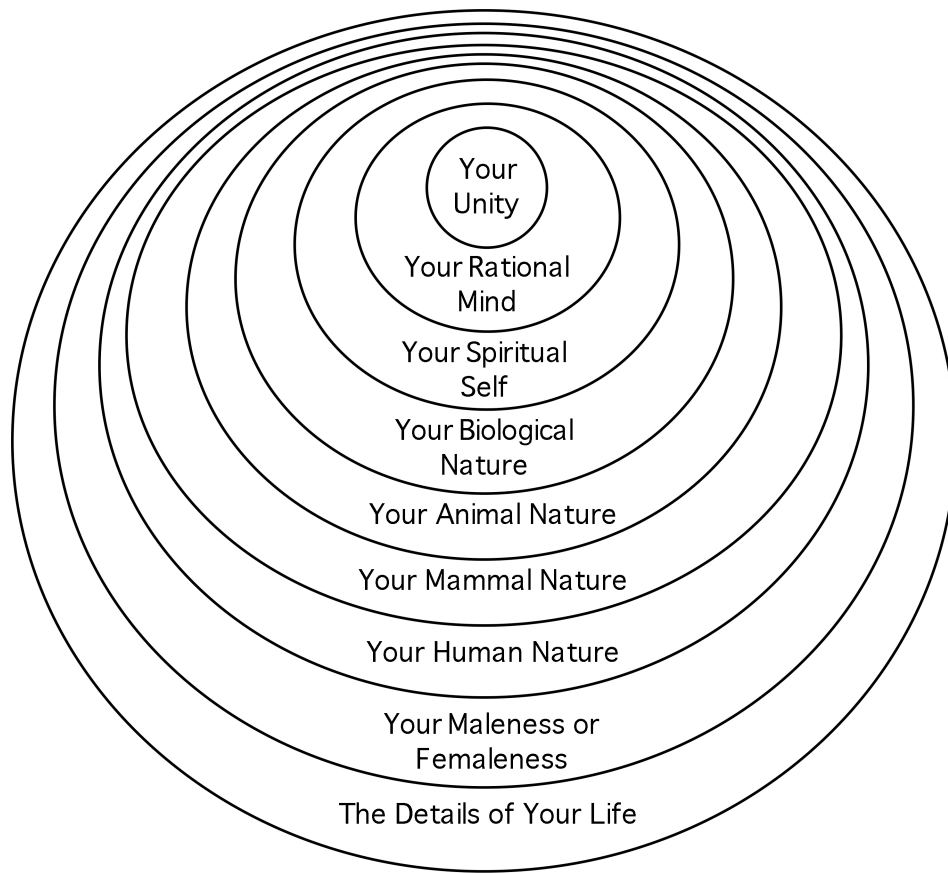 Your
Unity
Your Rational
Mind
Your Spiritual
Self
Your Biological
Nature
Your Animal Nature
Your Mammal Nature
Your Human Nature
Your Maleness or
Femaleness
The Details of Your Life